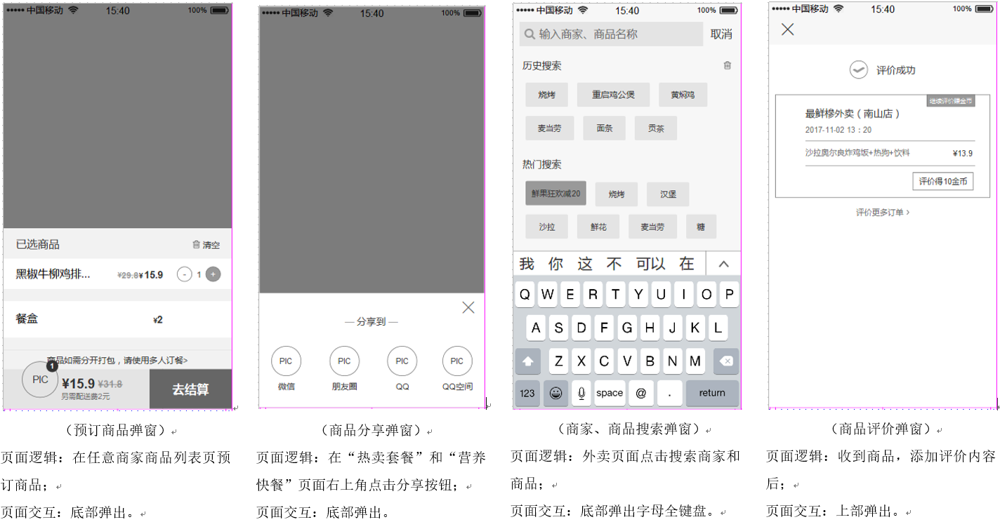 中国移动 15:40 100%
已选商品 清空
黑椒牛柳鸡排... ¥29.8 ¥15.9 - 1 +
餐盒 ¥2
商品如需分开打包，请使用多人订餐>
PIC 1 ¥15.9 ¥31.8 去结算
另需配送费2元
（预订商品弹窗）
页面逻辑：在任意商家商品列表页预
订商品；
页面交互：底部弹出。
中国移动 15:40 100%
— 分享到 —
PIC PIC PIC PIC
微信 朋友圈 QQ QQ空间
（商品分享弹窗）
页面逻辑：在“热卖套餐”和“营养
快餐”页面右上角点击分享按钮；
页面交互：底部弹出。
中国移动 15:40 100%
输入商家、商品名称 取消
历史搜索
烧烤 重启鸡公煲 黄焖鸡
麦当劳 面条 贡茶
热门搜索
鲜果狂欢减20 烧烤 汉堡
沙拉 鲜花 麦当劳 糖
我 你 这 不 可以 在
Q W E R T Y U I O P
A S D F G H J K L
Z X C V B N M
123 space @ . return
（商家、商品搜索弹窗）
页面逻辑：外卖页面点击搜索商家和
商品；
页面交互：底部弹出字母全键盘。
中国移动 15:40 100%
评价成功
继续评价赚金币
最鲜檬外卖（南山店）
2017-11-02 13：20
沙拉奥尔良炸鸡饭+热狗+饮料 ¥13.9
评价得10金币
评价更多订单 >
（商品评价弹窗）
页面逻辑：收到商品，添加评价内容
后；
页面交互：上部弹出。